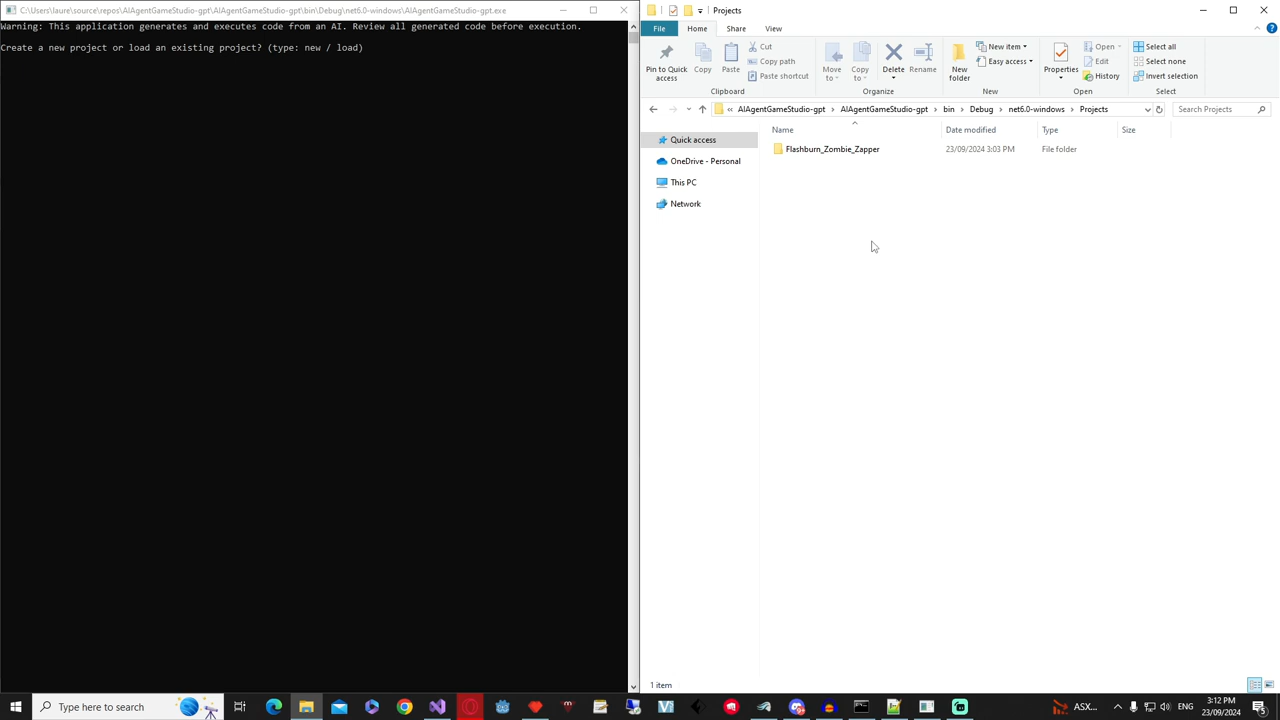 C:\Users\laure\source\repos\AIAgentGameStudio-gpt\AIAgentGameStudio-gpt\bin\Debug\net6.0-windows\AIAgentGameStudio-gpt.exe
Warning: This application generates and executes code from an AI. Review all generated code before execution.
Create a new project or load an existing project? (type: new / load)
Projects
File
Home
Share
View
Pin to Quick access
Copy
Paste
Cut
Copy path
Paste shortcut
Clipboard
Move to
Copy to
Delete
Rename
Organize
New folder
New item
Easy access
New
Properties
Open
Edit
History
Open
Select all
Select none
Invert selection
Select
« AIAgentGameStudio-gpt > AIAgentGameStudio-gpt > bin > Debug > net6.0-windows > Projects
Search Projects
Quick access
OneDrive - Personal
This PC
Network
Name Date modified Type Size
Flashburn_Zombie_Zapper 23/09/2024 3:03 PM File folder
1 item
Type here to search
ASX...
ENG
3:12 PM
23/09/2024